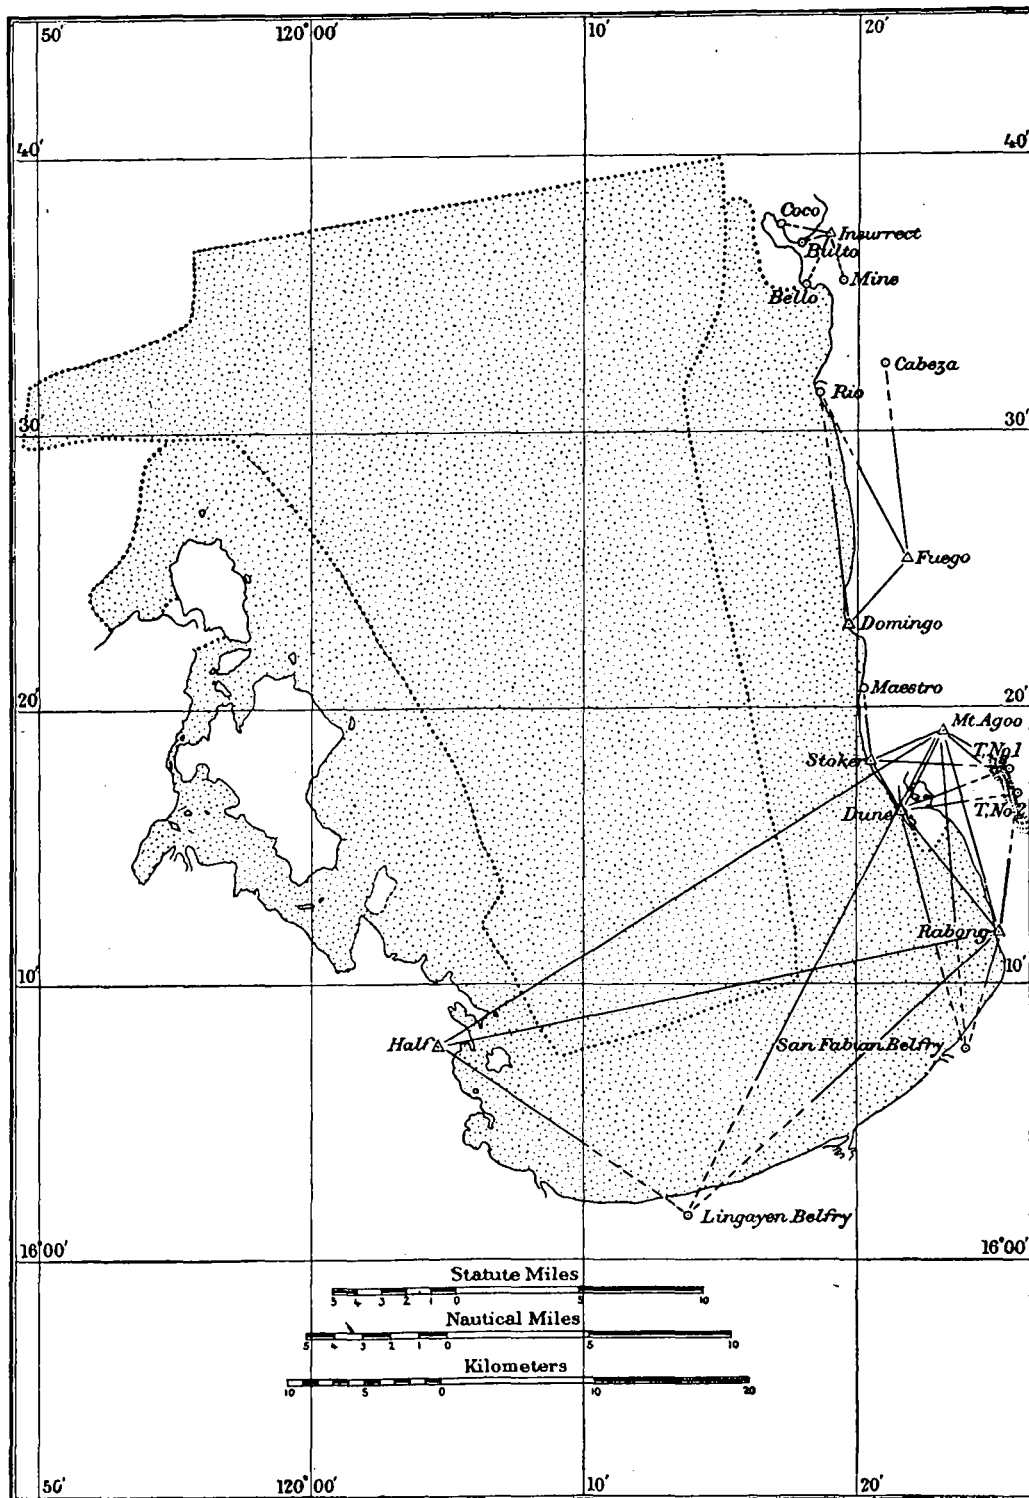 50′ 120°00′ 10′ 20′
40′ 40′
Coco
Insurrect
Bulto
Mine
Bello
Cabeza
Rio
30′ 30′
Fuego
Domingo
Maestro
20′ 20′
Mt. Agoo
T. No. 1
Stoker
Dune
T. No. 2
Rabong
10′ 10′
Half
San Fabian Belfry
Lingayen Belfry
16°00′ 16°00′
Statute Miles
5 4 3 2 1 0 5 10
Nautical Miles
5 4 3 2 1 0 5 10
Kilometers
10 5 0 10 20
50′ 120°00′ 10′ 20′